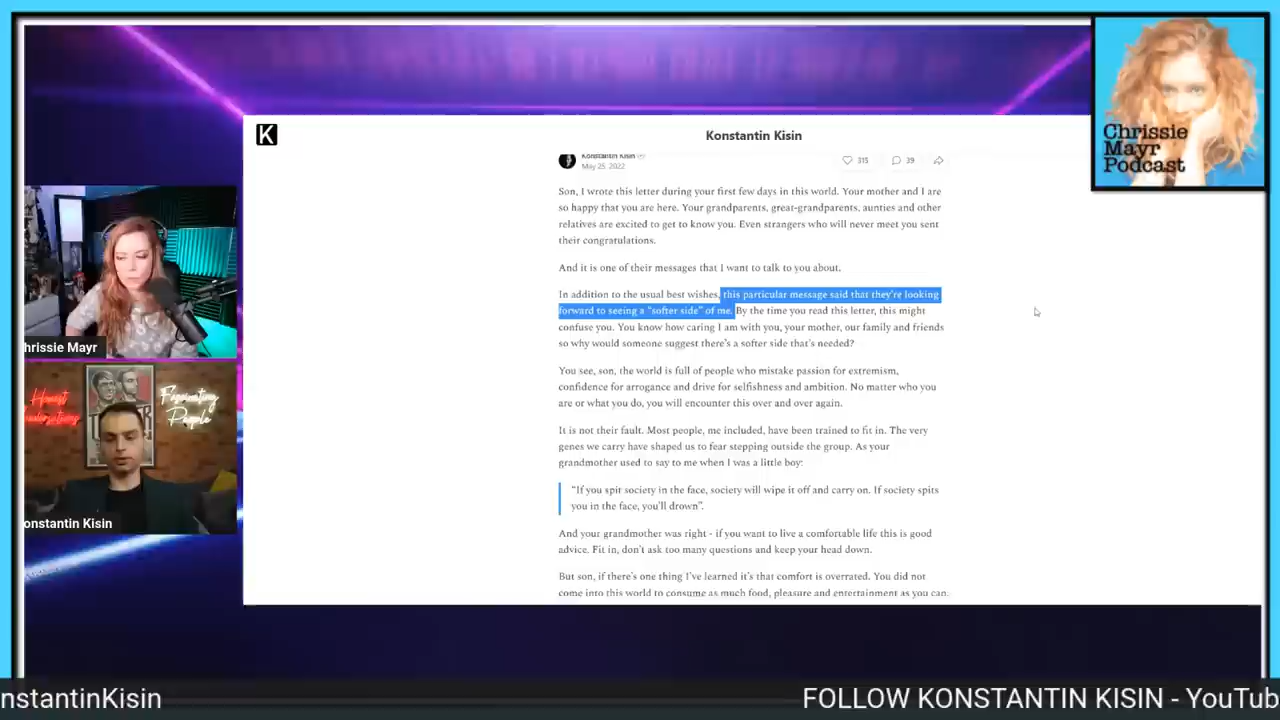 Chrissie
Mayr
Podcast
K
Konstantin Kisin
Konstantin Kisin
May 25, 2022
315
39
Son, I wrote this letter during your first few days in this world. Your mother and I are
so happy that you are here. Your grandparents, great-grandparents, aunties and other
relatives are excited to get to know you. Even strangers who will never meet you sent
their congratulations.
And it is one of their messages that I want to talk to you about.
In addition to the usual best wishes, this particular message said that they're looking
forward to seeing a "softer side" of me. By the time you read this letter, this might
confuse you. You know how caring I am with you, your mother, our family and friends
so why would someone suggest there's a softer side that's needed?
You see, son, the world is full of people who mistake passion for extremism,
confidence for arrogance and drive for selfishness and ambition. No matter who you
are or what you do, you will encounter this over and over again.
It is not their fault. Most people, me included, have been trained to fit in. The very
genes we carry have shaped us to fear stepping outside the group. As your
grandmother used to say to me when I was a little boy:
"If you spit society in the face, society will wipe it off and carry on. If society spits
you in the face, you'll drown".
And your grandmother was right - if you want to live a comfortable life this is good
advice. Fit in, don't ask too many questions and keep your head down.
But son, if there's one thing I've learned it's that comfort is overrated. You did not
come into this world to consume as much food, pleasure and entertainment as you can.
hrissie Mayr
Honest
Fascinating
People
onstantin Kisin
nstantinKisin
FOLLOW KONSTANTIN KISIN - YouTub